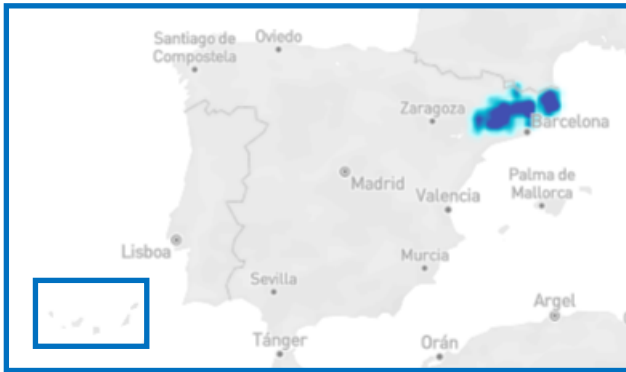 Santiago de
Compostela
Oviedo
Zaragoza
Barcelona
Madrid
Palma de
Mallorca
Valencia
Lisboa
Murcia
Sevilla
Argel
Tánger
Orán